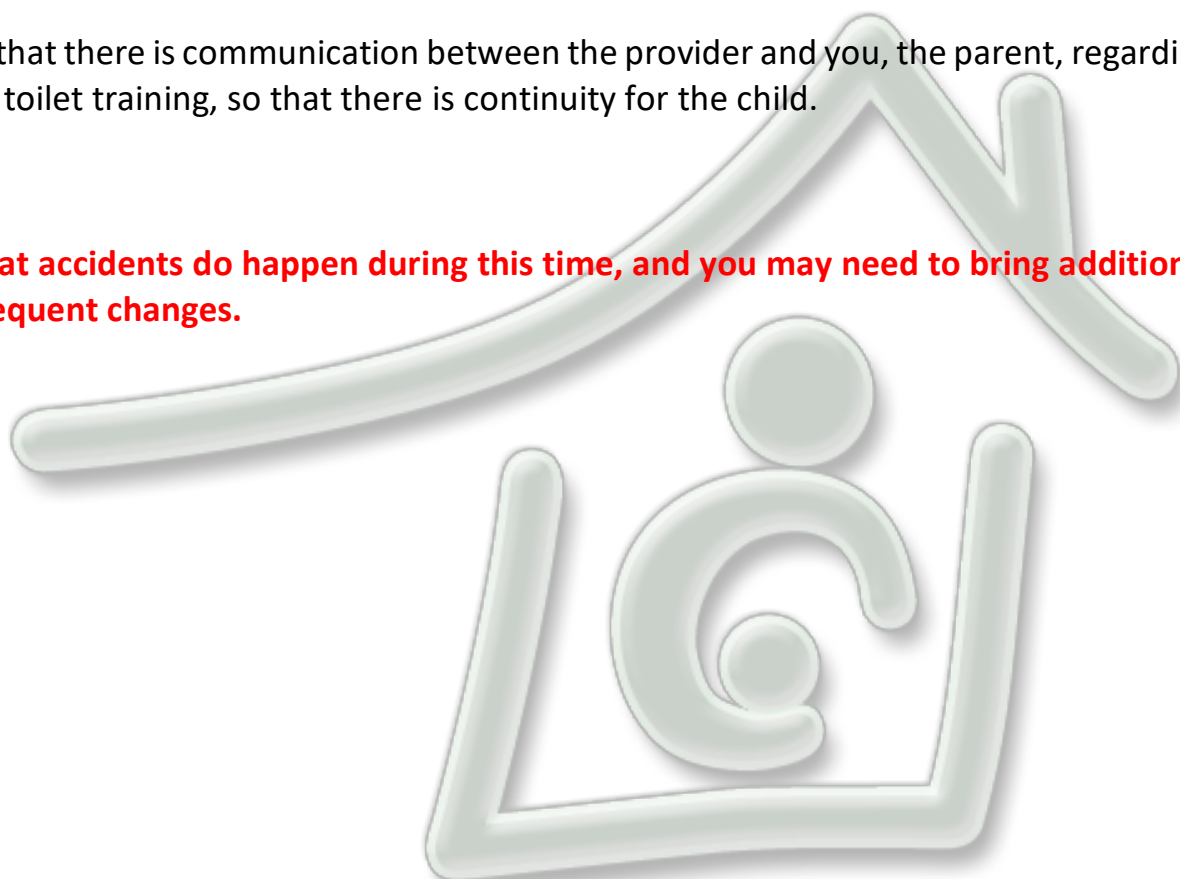 that there is communication between the provider and you, the parent, regardi
toilet training, so that there is continuity for the child.
at accidents do happen during this time, and you may need to bring addition
equent changes.